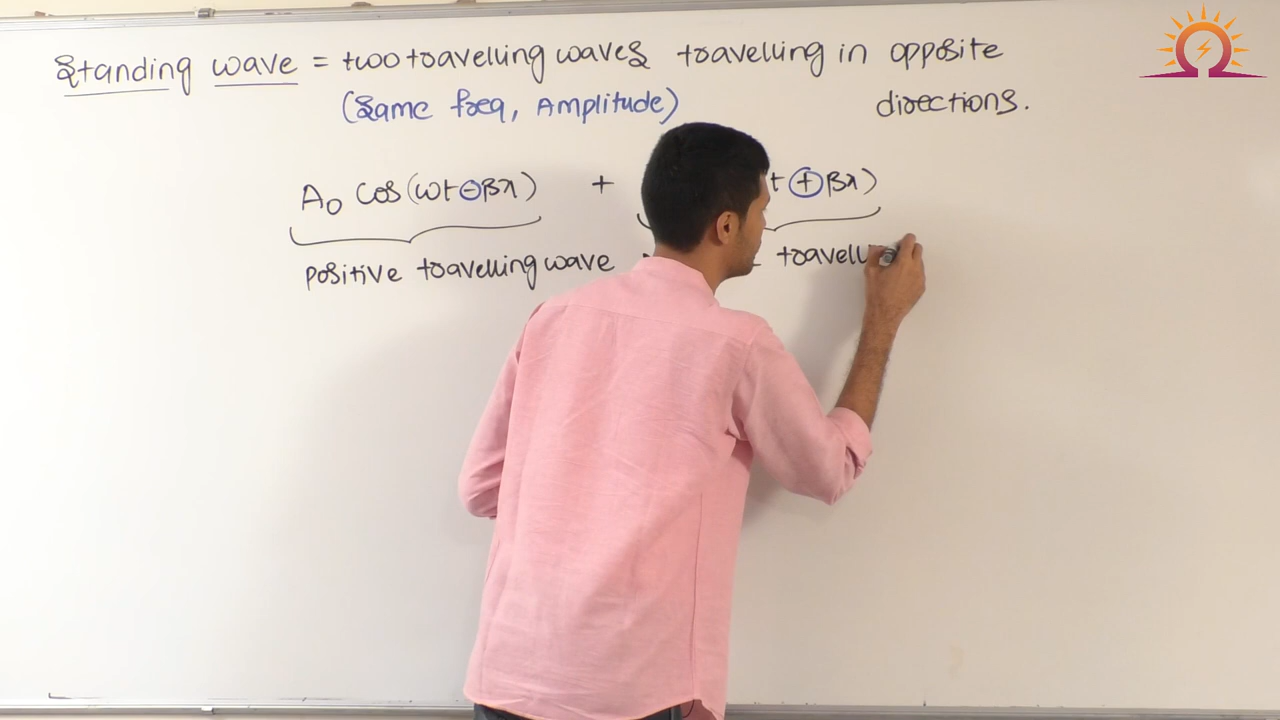 Standing wave = two travelling waves travelling in opposite
(same freq, Amplitude) directions.
A₀ Cos(ωt-βx) + t+βx)
positive travelling wave travell